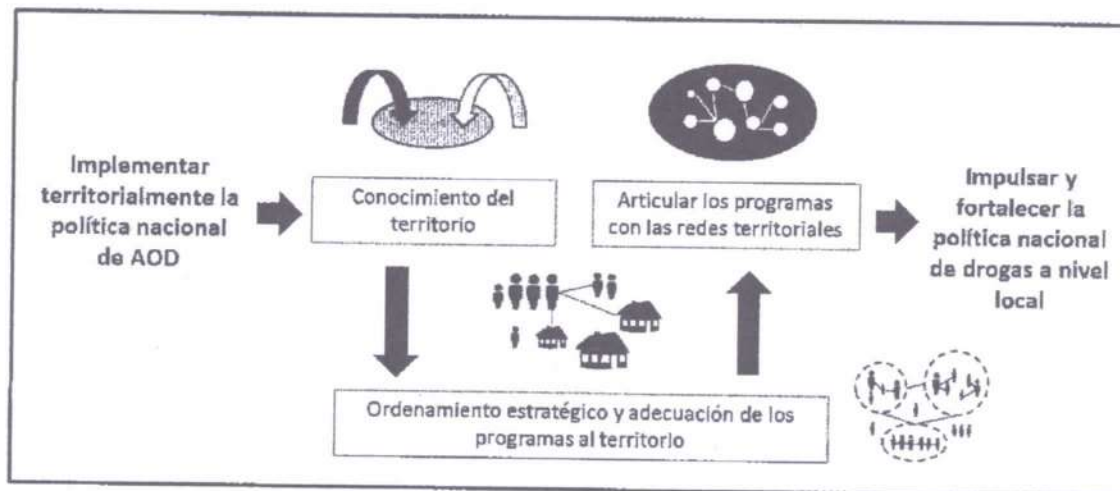 Implementar
territorialmente la
política nacional
de AOD
Conocimiento del
territorio
Articular los programas
con las redes territoriales
Impulsar y
fortalecer la
política nacional
de drogas a nivel
local
Ordenamiento estratégico y adecuación de los
programas al territorio